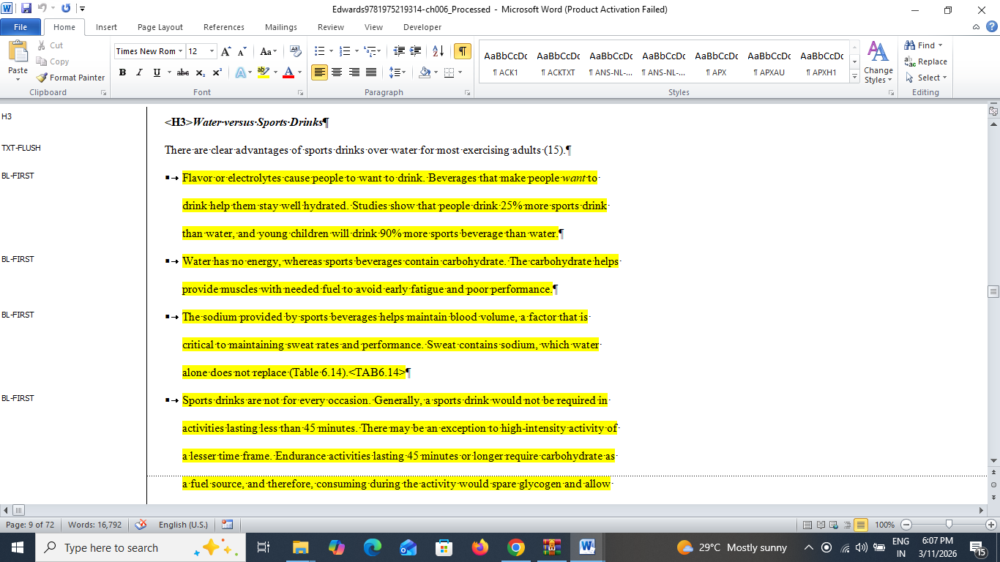 Edwards9781975219314-ch006_Processed - Microsoft Word (Product Activation Failed)
File Home Insert Page Layout References Mailings Review View Developer
Paste
Cut
Copy
Format Painter
Clipboard
Times New Rom 12
Font
Paragraph
AaBbCcDc AaBbCcDc AaBbCcDc AaBbCcDc AaBbCcDc AaBbCcDc AaBbCcDc
¶ ACK1 ¶ ACKTXT ¶ ANS-NL-... ¶ ANS-NL-... ¶ APX ¶ APXAU ¶ APXH1
Styles
Change
Styles
Find
Replace
Select
Editing
H3
<H3>Water versus Sports Drinks¶
TXT-FLUSH
There are clear advantages of sports drinks over water for most exercising adults (15).¶
BL-FIRST
Flavor or electrolytes cause people to want to drink. Beverages that make people want to
drink help them stay well hydrated. Studies show that people drink 25% more sports drink
than water, and young children will drink 90% more sports beverage than water.¶
BL-FIRST
Water has no energy, whereas sports beverages contain carbohydrate. The carbohydrate helps
provide muscles with needed fuel to avoid early fatigue and poor performance.¶
BL-FIRST
The sodium provided by sports beverages helps maintain blood volume, a factor that is
critical to maintaining sweat rates and performance. Sweat contains sodium, which water
alone does not replace (Table 6.14).<TAB6.14>¶
BL-FIRST
Sports drinks are not for every occasion. Generally, a sports drink would not be required in
activities lasting less than 45 minutes. There may be an exception to high-intensity activity of
a lesser time frame. Endurance activities lasting 45 minutes or longer require carbohydrate as
a fuel source, and therefore, consuming during the activity would spare glycogen and allow
Page: 9 of 72 Words: 16,792 English (U.S.) 100%
Type here to search
29°C Mostly sunny
ENG
IN
6:07 PM
3/11/2026
15